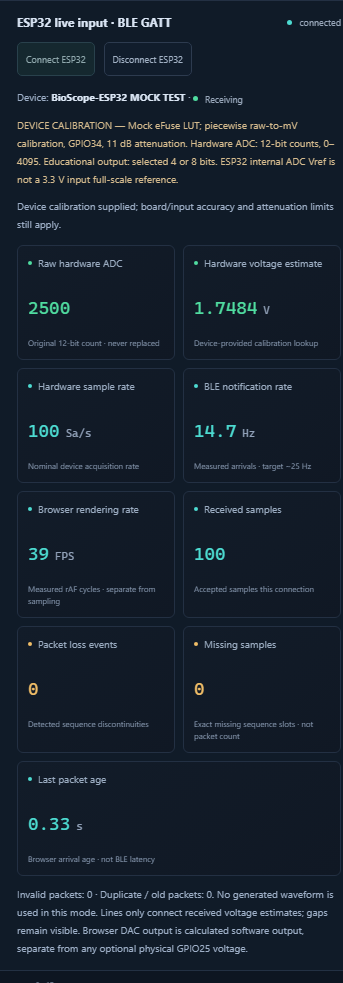 ESP32 live input · BLE GATT
connected
Connect ESP32
Disconnect ESP32
Device: BioScope-ESP32 MOCK TEST · Receiving
DEVICE CALIBRATION — Mock eFuse LUT; piecewise raw-to-mV
calibration, GPIO34, 11 dB attenuation. Hardware ADC: 12-bit counts, 0–
4095. Educational output: selected 4 or 8 bits. ESP32 internal ADC Vref is
not a 3.3 V input full-scale reference.
Device calibration supplied; board/input accuracy and attenuation limits
still apply.
Raw hardware ADC
2500
Original 12-bit count · never replaced
Hardware voltage estimate
1.7484 V
Device-provided calibration lookup
Hardware sample rate
100 Sa/s
Nominal device acquisition rate
BLE notification rate
14.7 Hz
Measured arrivals · target ~25 Hz
Browser rendering rate
39 FPS
Measured rAF cycles · separate from
sampling
Received samples
100
Accepted samples this connection
Packet loss events
0
Detected sequence discontinuities
Missing samples
0
Exact missing sequence slots · not
packet count
Last packet age
0.33 s
Browser arrival age · not BLE latency
Invalid packets: 0 · Duplicate / old packets: 0. No generated waveform is
used in this mode. Lines only connect received voltage estimates; gaps
remain visible. Browser DAC output is calculated software output,
separate from any optional physical GPIO25 voltage.